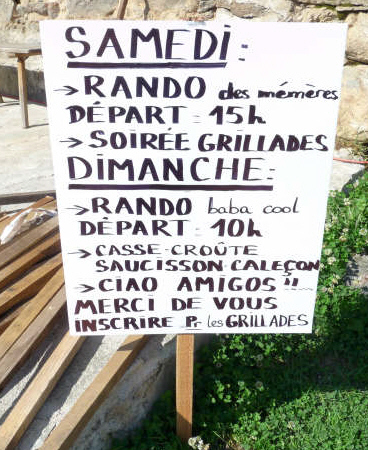 SAMEDI:
→ RANDO des mémères
DÉPART: 15h
→ SOIRÉE GRILLADES
DIMANCHE:
→ RANDO baba cool
DÉPART: 10h
→ CASSE-CROÛTE
SAUCISSON-CALEÇON
→ CIAO AMIGOS !!..
MERCI DE VOUS
INSCRIRE Pr les GRILLADES